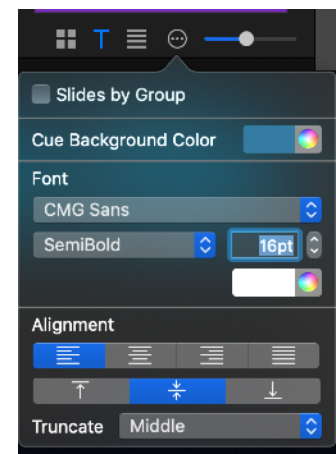 T
Slides by Group
Cue Background Color
Font
CMG Sans
SemiBold 16pt
Alignment
Truncate Middle